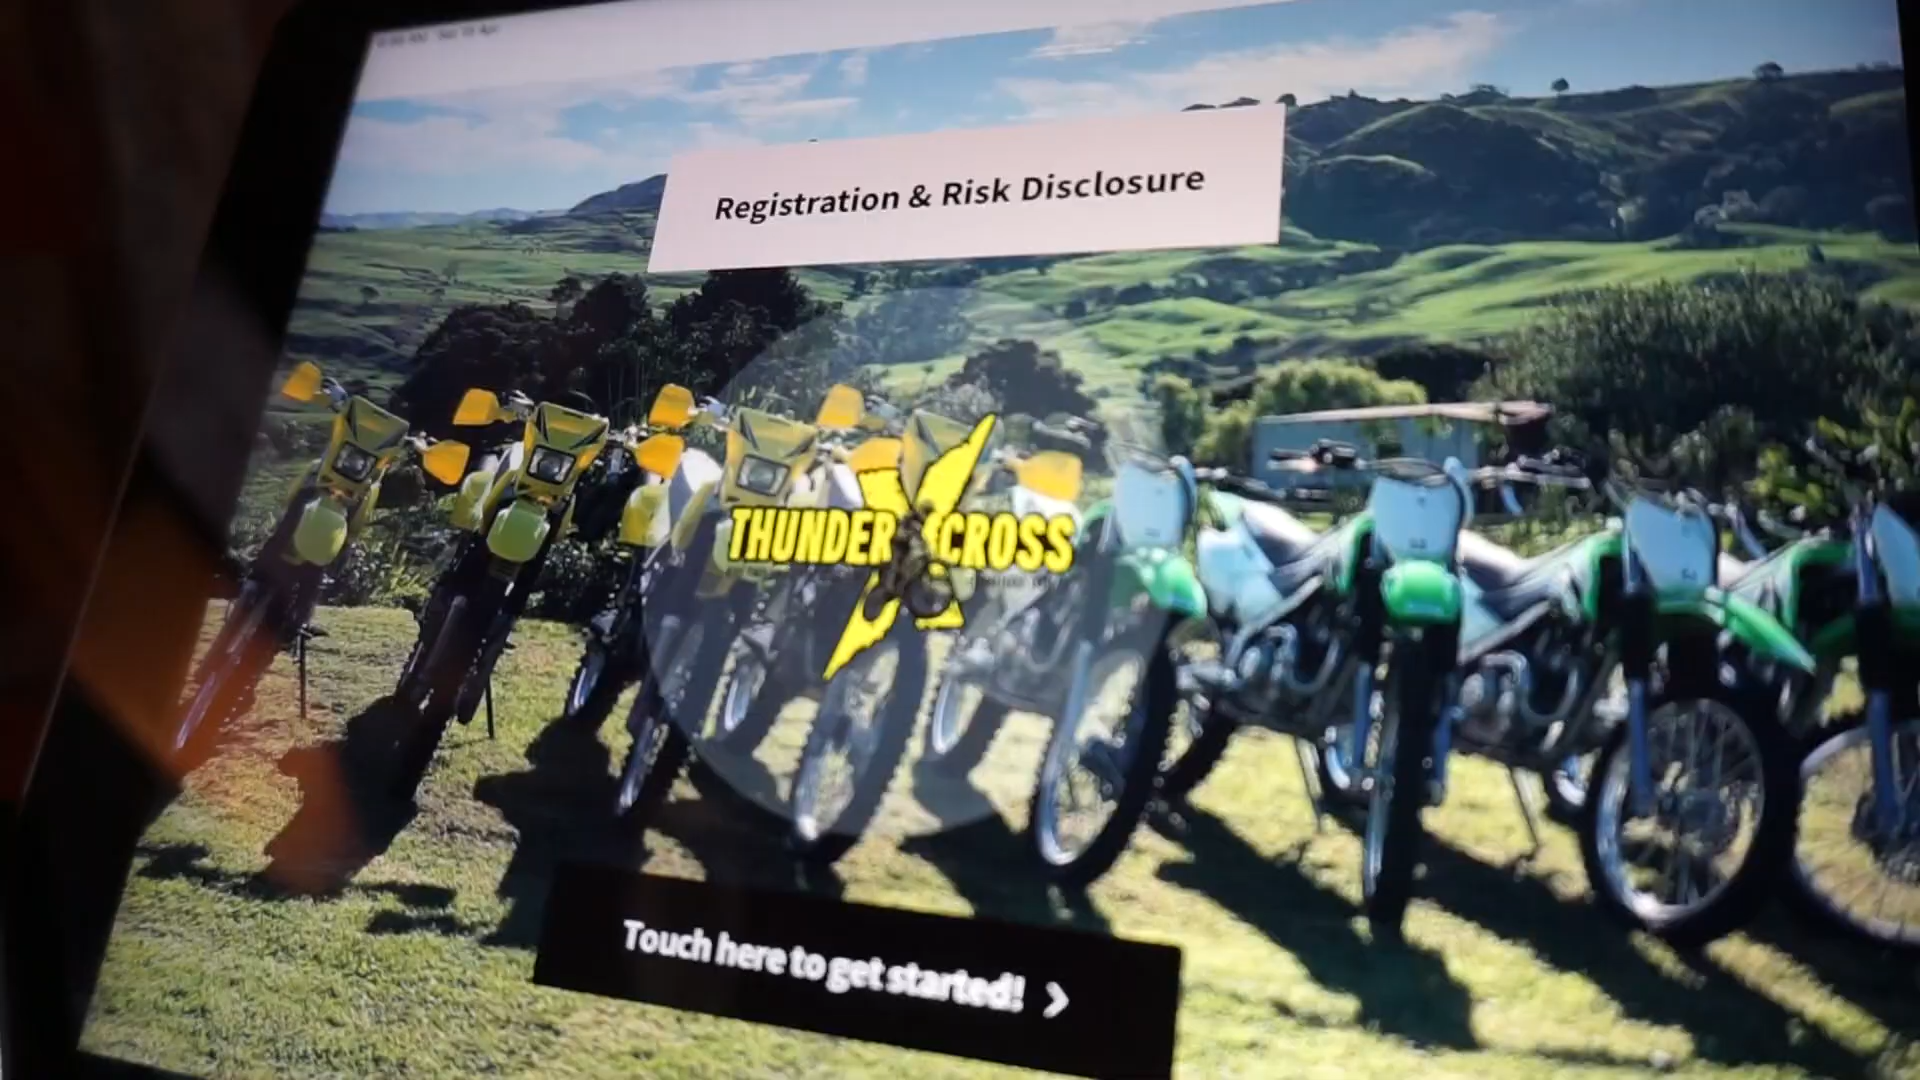 Registration & Risk Disclosure
THUNDER CROSS
Touch here to get started!